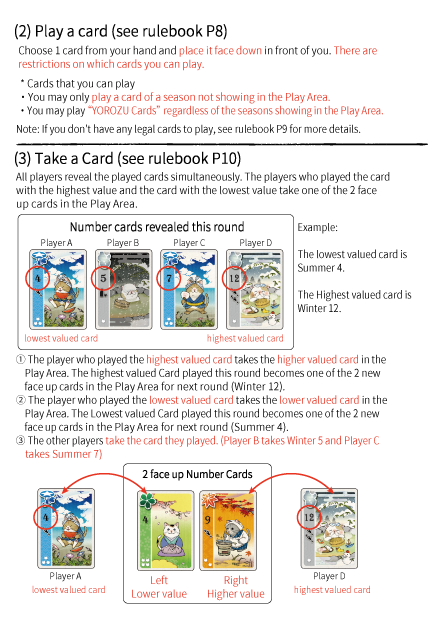 (2) Play a card (see rulebook P8)
Choose 1 card from your hand and place it face down in front of you. There are
restrictions on which cards you can play.
* Cards that you can play
・You may only play a card of a season not showing in the Play Area.
・You may play “YOROZU Cards” regardless of the seasons showing in the Play Area.
Note: If you don't have any legal cards to play, see rulebook P9 for more details.
(3) Take a Card (see rulebook P10)
All players reveal the played cards simultaneously. The players who played the card
with the highest value and the card with the lowest value take one of the 2 face
up cards in the Play Area.
Number cards revealed this round
Player A Player B Player C Player D
4 5 7 12
lowest valued card highest valued card
Example:
The lowest valued card is
Summer 4.
The Highest valued card is
Winter 12.
① The player who played the highest valued card takes the higher valued card in the
Play Area. The highest valued Card played this round becomes one of the 2 new
face up cards in the Play Area for next round (Winter 12).
② The player who played the lowest valued card takes the lower valued card in the
Play Area. The Lowest valued Card played this round becomes one of the 2 new
face up cards in the Play Area for next round (Summer 4).
③ The other players take the card they played. (Player B takes Winter 5 and Player C
takes Summer 7)
2 face up Number Cards
4 4 9 12
Player A
lowest valued card
Left
Lower value
Right
Higher value
Player D
highest valued card